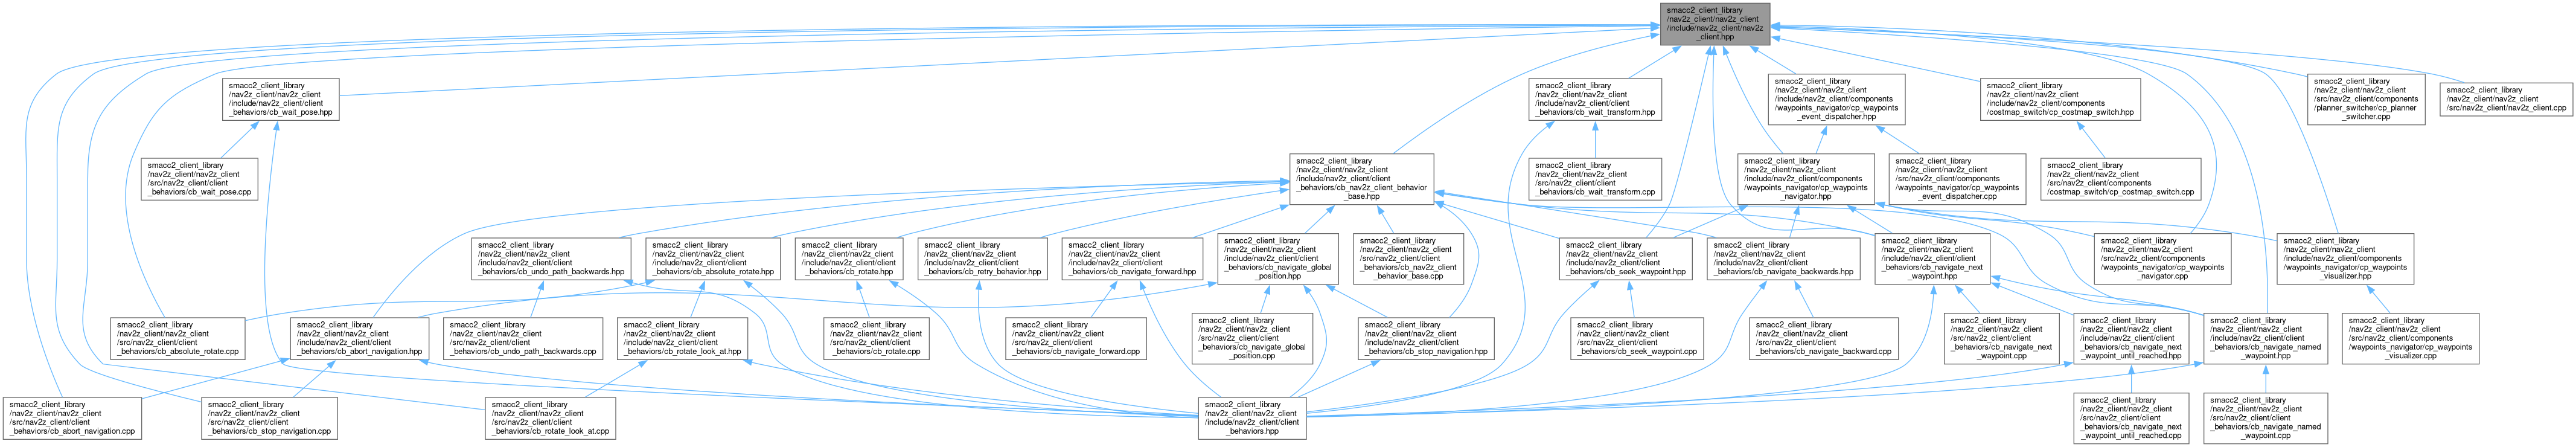 smacc2_client_library
/nav2z_client/nav2z_client
/include/nav2z_client/nav2z
_client.hpp
smacc2_client_library
/nav2z_client/nav2z_client
/include/nav2z_client/client
_behaviors/cb_wait_pose.hpp
smacc2_client_library
/nav2z_client/nav2z_client
/include/nav2z_client/client
_behaviors/cb_wait_transform.hpp
smacc2_client_library
/nav2z_client/nav2z_client
/include/nav2z_client/components
/waypoints_navigator/cp_waypoints
_event_dispatcher.hpp
smacc2_client_library
/nav2z_client/nav2z_client
/include/nav2z_client/components
/costmap_switch/cp_costmap_switch.hpp
smacc2_client_library
/nav2z_client/nav2z_client
/src/nav2z_client/components
/planner_switcher/cp_planner
_switcher.cpp
smacc2_client_library
/nav2z_client/nav2z_client
/src/nav2z_client/nav2z_client.cpp
smacc2_client_library
/nav2z_client/nav2z_client
/src/nav2z_client/client
_behaviors/cb_wait_pose.cpp
smacc2_client_library
/nav2z_client/nav2z_client
/include/nav2z_client/client
_behaviors/cb_nav2z_client_behavior
_base.hpp
smacc2_client_library
/nav2z_client/nav2z_client
/src/nav2z_client/client
_behaviors/cb_wait_transform.cpp
smacc2_client_library
/nav2z_client/nav2z_client
/include/nav2z_client/components
/waypoints_navigator/cp_waypoints
_navigator.hpp
smacc2_client_library
/nav2z_client/nav2z_client
/src/nav2z_client/components
/waypoints_navigator/cp_waypoints
_event_dispatcher.cpp
smacc2_client_library
/nav2z_client/nav2z_client
/src/nav2z_client/components
/costmap_switch/cp_costmap_switch.cpp
smacc2_client_library
/nav2z_client/nav2z_client
/include/nav2z_client/client
_behaviors/cb_undo_path_backwards.hpp
smacc2_client_library
/nav2z_client/nav2z_client
/include/nav2z_client/client
_behaviors/cb_absolute_rotate.hpp
smacc2_client_library
/nav2z_client/nav2z_client
/include/nav2z_client/client
_behaviors/cb_rotate.hpp
smacc2_client_library
/nav2z_client/nav2z_client
/include/nav2z_client/client
_behaviors/cb_retry_behavior.hpp
smacc2_client_library
/nav2z_client/nav2z_client
/include/nav2z_client/client
_behaviors/cb_navigate_forward.hpp
smacc2_client_library
/nav2z_client/nav2z_client
/include/nav2z_client/client
_behaviors/cb_navigate_global
_position.hpp
smacc2_client_library
/nav2z_client/nav2z_client
/src/nav2z_client/client
_behaviors/cb_nav2z_client
_behavior_base.cpp
smacc2_client_library
/nav2z_client/nav2z_client
/include/nav2z_client/client
_behaviors/cb_seek_waypoint.hpp
smacc2_client_library
/nav2z_client/nav2z_client
/include/nav2z_client/client
_behaviors/cb_navigate_backwards.hpp
smacc2_client_library
/nav2z_client/nav2z_client
/include/nav2z_client/client
_behaviors/cb_navigate_next
_waypoint.hpp
smacc2_client_library
/nav2z_client/nav2z_client
/src/nav2z_client/components
/waypoints_navigator/cp_waypoints
_navigator.cpp
smacc2_client_library
/nav2z_client/nav2z_client
/include/nav2z_client/components
/waypoints_navigator/cp_waypoints
_visualizer.hpp
smacc2_client_library
/nav2z_client/nav2z_client
/src/nav2z_client/client
_behaviors/cb_absolute_rotate.cpp
smacc2_client_library
/nav2z_client/nav2z_client
/include/nav2z_client/client
_behaviors/cb_abort_navigation.hpp
smacc2_client_library
/nav2z_client/nav2z_client
/src/nav2z_client/client
_behaviors/cb_undo_path_backwards.cpp
smacc2_client_library
/nav2z_client/nav2z_client
/include/nav2z_client/client
_behaviors/cb_rotate_look_at.hpp
smacc2_client_library
/nav2z_client/nav2z_client
/src/nav2z_client/client
_behaviors/cb_rotate.cpp
smacc2_client_library
/nav2z_client/nav2z_client
/src/nav2z_client/client
_behaviors/cb_navigate_forward.cpp
smacc2_client_library
/nav2z_client/nav2z_client
/src/nav2z_client/client
_behaviors/cb_navigate_global
_position.cpp
smacc2_client_library
/nav2z_client/nav2z_client
/include/nav2z_client/client
_behaviors/cb_stop_navigation.hpp
smacc2_client_library
/nav2z_client/nav2z_client
/src/nav2z_client/client
_behaviors/cb_seek_waypoint.cpp
smacc2_client_library
/nav2z_client/nav2z_client
/src/nav2z_client/client
_behaviors/cb_navigate_backward.cpp
smacc2_client_library
/nav2z_client/nav2z_client
/src/nav2z_client/client
_behaviors/cb_navigate_next
_waypoint.cpp
smacc2_client_library
/nav2z_client/nav2z_client
/include/nav2z_client/client
_behaviors/cb_navigate_next
_waypoint_until_reached.hpp
smacc2_client_library
/nav2z_client/nav2z_client
/include/nav2z_client/client
_behaviors/cb_navigate_named
_waypoint.hpp
smacc2_client_library
/nav2z_client/nav2z_client
/src/nav2z_client/components
/waypoints_navigator/cp_waypoints
_visualizer.cpp
smacc2_client_library
/nav2z_client/nav2z_client
/src/nav2z_client/client
_behaviors/cb_abort_navigation.cpp
smacc2_client_library
/nav2z_client/nav2z_client
/src/nav2z_client/client
_behaviors/cb_stop_navigation.cpp
smacc2_client_library
/nav2z_client/nav2z_client
/src/nav2z_client/client
_behaviors/cb_rotate_look_at.cpp
smacc2_client_library
/nav2z_client/nav2z_client
/include/nav2z_client/client
_behaviors.hpp
smacc2_client_library
/nav2z_client/nav2z_client
/src/nav2z_client/client
_behaviors/cb_navigate_next
_waypoint_until_reached.cpp
smacc2_client_library
/nav2z_client/nav2z_client
/src/nav2z_client/client
_behaviors/cb_navigate_named
_waypoint.cpp